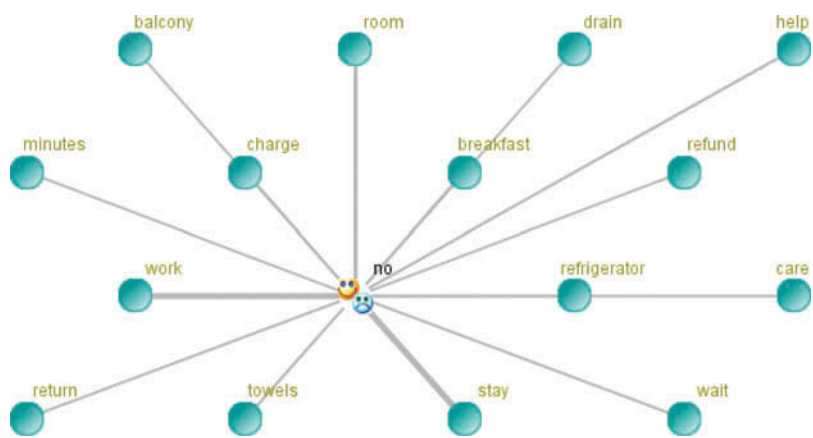 balcony
room
drain
help
minutes
charge
breakfast
refund
work
no
refrigerator
care
return
towels
stay
wait